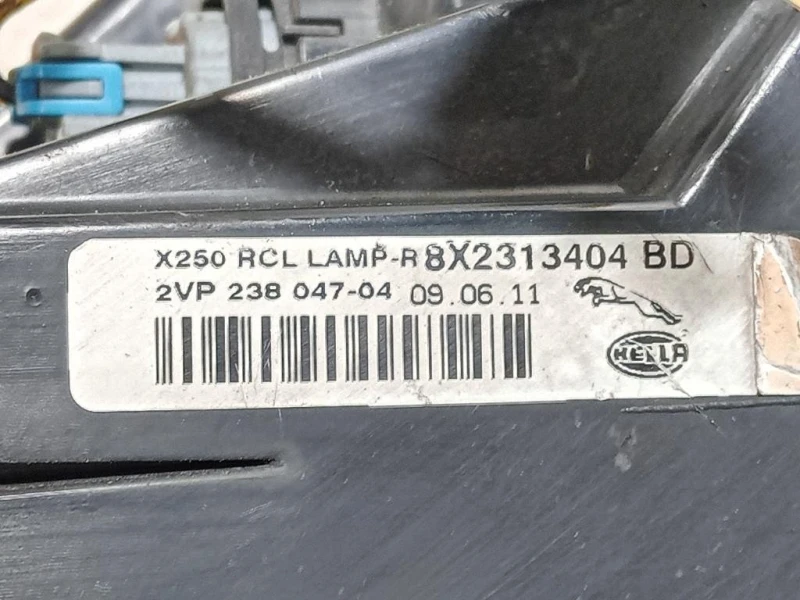 X250 RCL LAMP-R 8X2313404 BD
2VP 238 047-04 09.06.11
HELLA